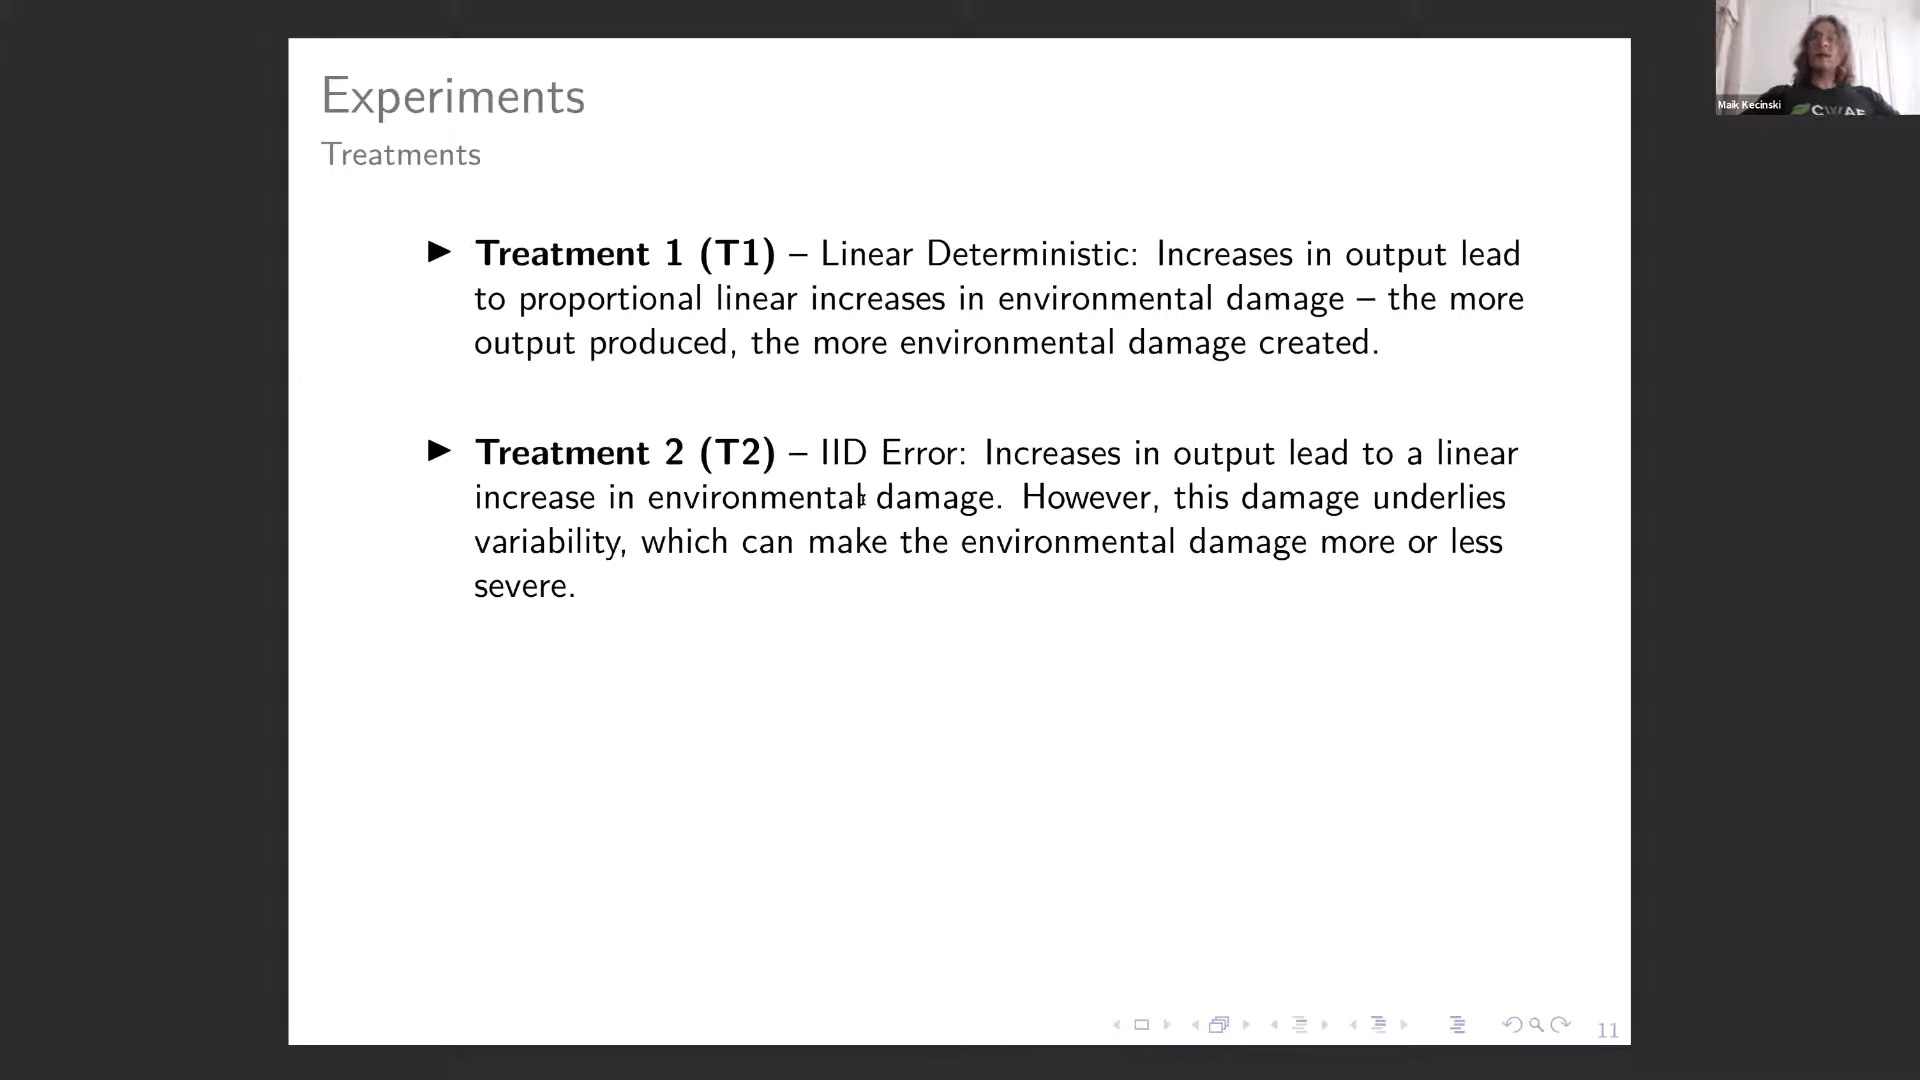 Experiments
Treatments
▶ Treatment 1 (T1) – Linear Deterministic: Increases in output lead
to proportional linear increases in environmental damage – the more
output produced, the more environmental damage created.
▶ Treatment 2 (T2) – IID Error: Increases in output lead to a linear
increase in environmental damage. However, this damage underlies
variability, which can make the environmental damage more or less
severe.
11
Maik Kecinski